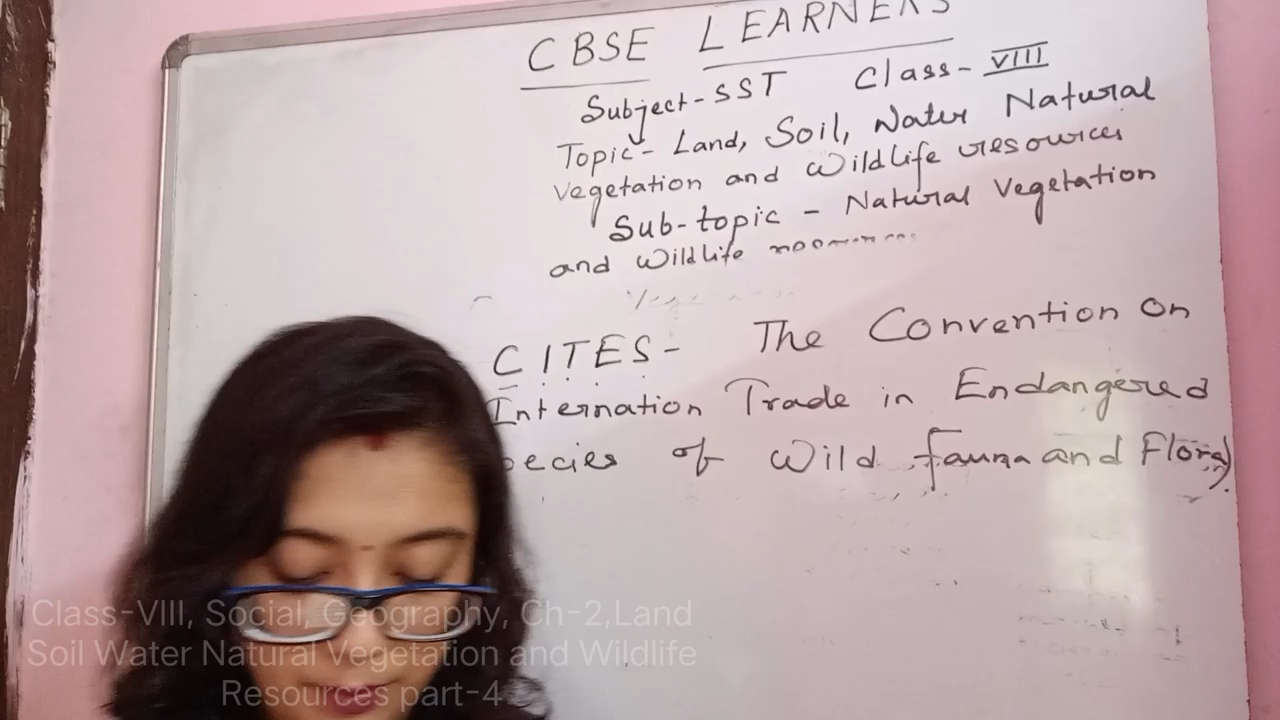 CBSE LEARNERS
Subject-SST Class-VIII
Topic- Land, Soil, Water Natural
Vegetation and Wildlife resources
Sub-topic - Natural Vegetation
and Wildlife
CITES- The Convention On
Internation Trade in Endangered
pecies of Wild fauna and Flora).
Class-VIII, Social, Geography, Ch-2,Land
Soil Water Natural Vegetation and Wildlife
Resources part-4